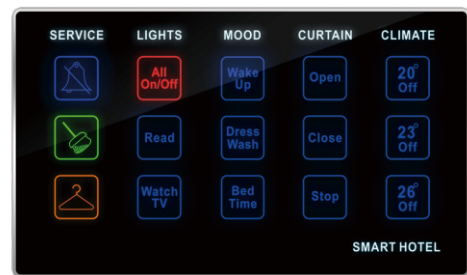 SERVICE LIGHTS MOOD CURTAIN CLIMATE
All On/Off
Wake Up
Open
20° Off
Read
Dress Wash
Close
23° Off
Watch TV
Bed Time
Stop
26° Off
SMART HOTEL